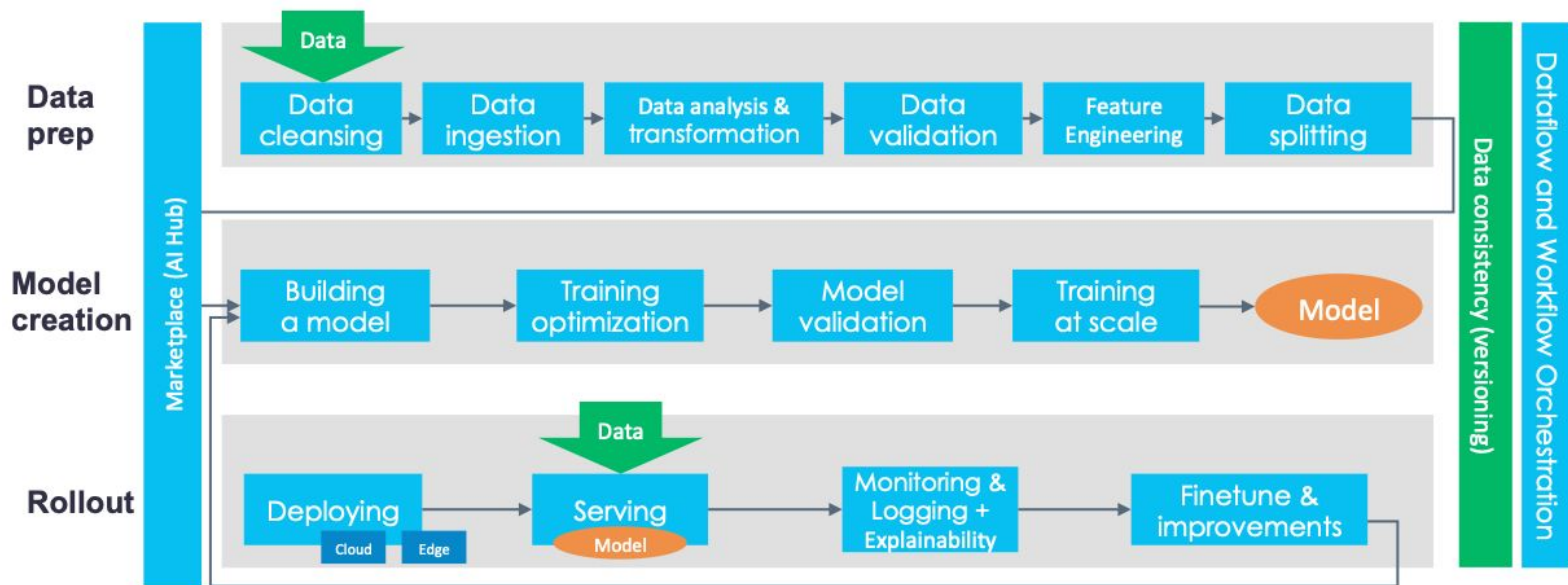 Data
Data
prep
Data
cleansing
Data
ingestion
Data analysis &
transformation
Data
validation
Feature
Engineering
Data
splitting
Marketplace (AI Hub)
Data consistency (versioning)
Dataflow and Workflow Orchestration
Model
creation
Building
a model
Training
optimization
Model
validation
Training
at scale
Model
Data
Rollout
Deploying
Cloud
Edge
Serving
Model
Monitoring &
Logging +
Explainability
Finetune &
improvements